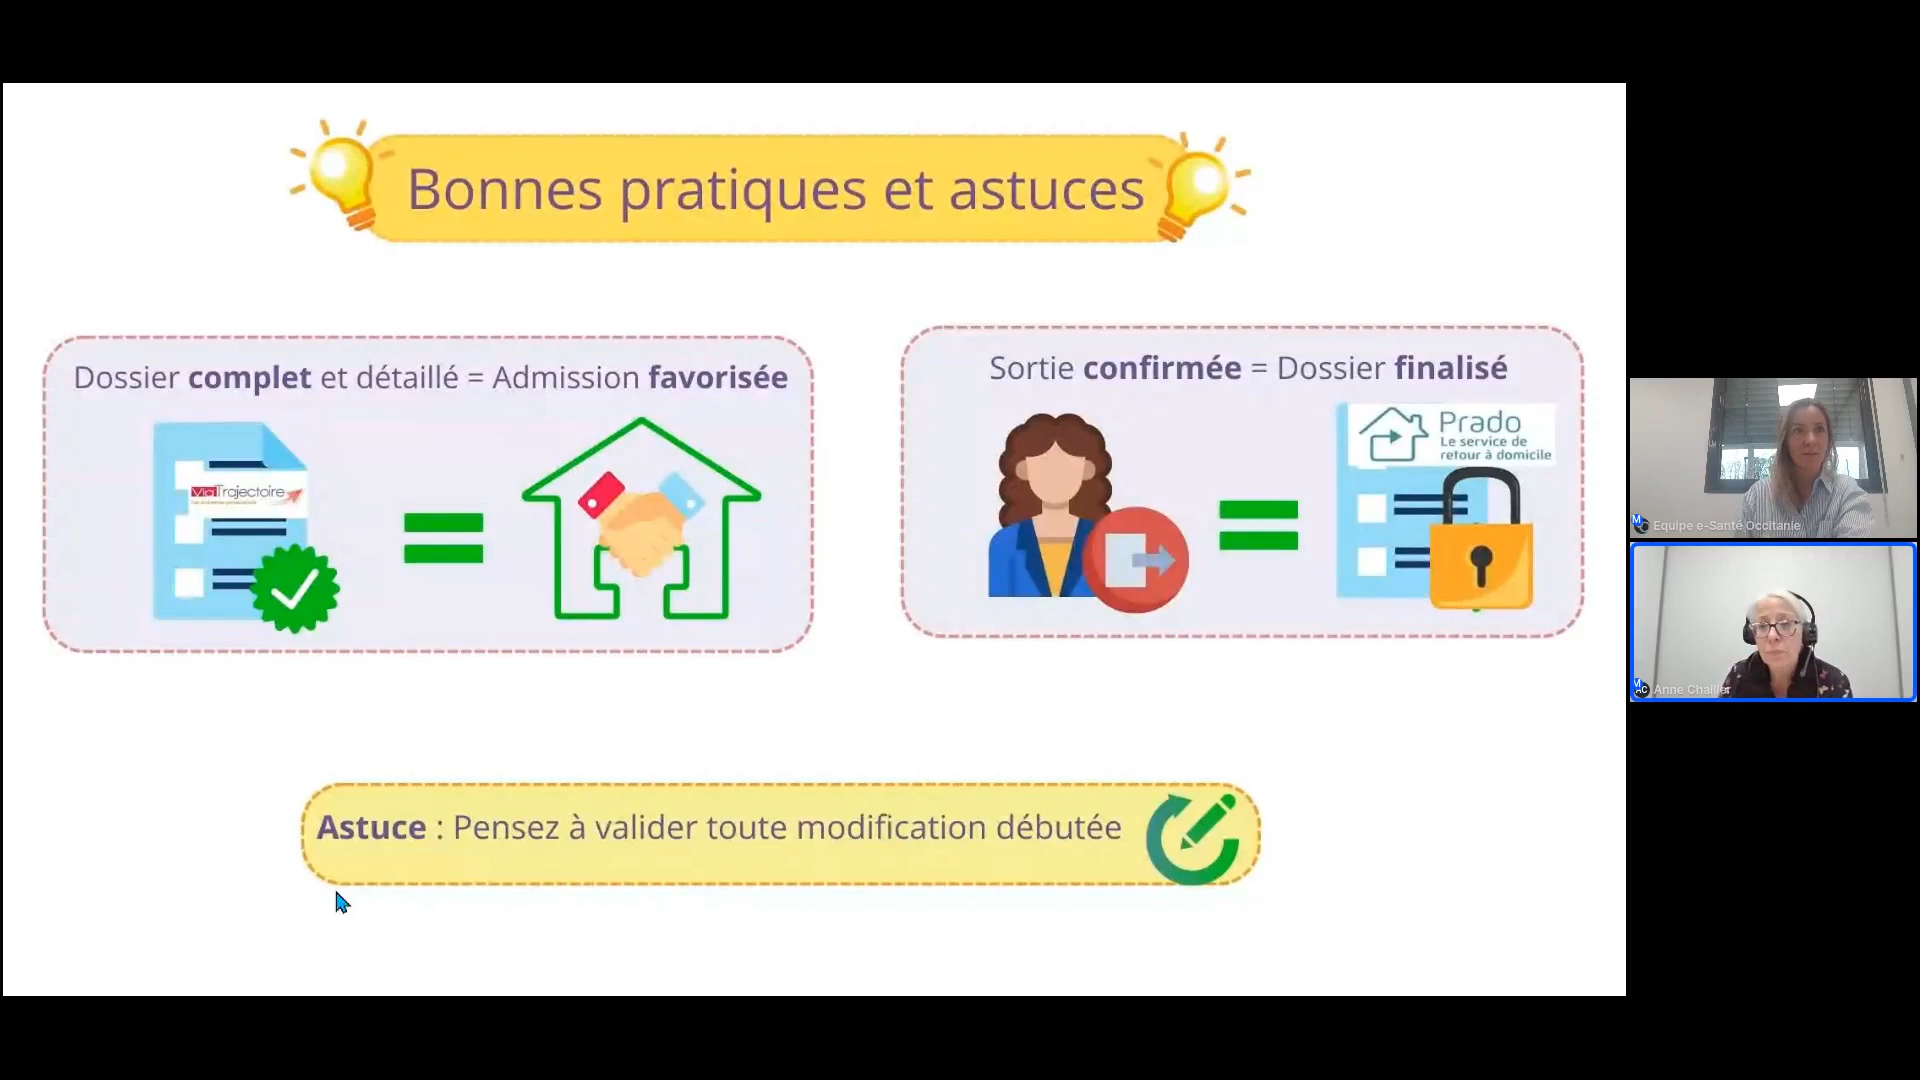 Bonnes pratiques et astuces
Dossier complet et détaillé = Admission favorisée
ViaTrajectoire
Sortie confirmée = Dossier finalisé
Prado
Le service de
retour à domicile
Astuce : Pensez à valider toute modification débutée
Equipe e-Santé Occitanie
Anne Challier